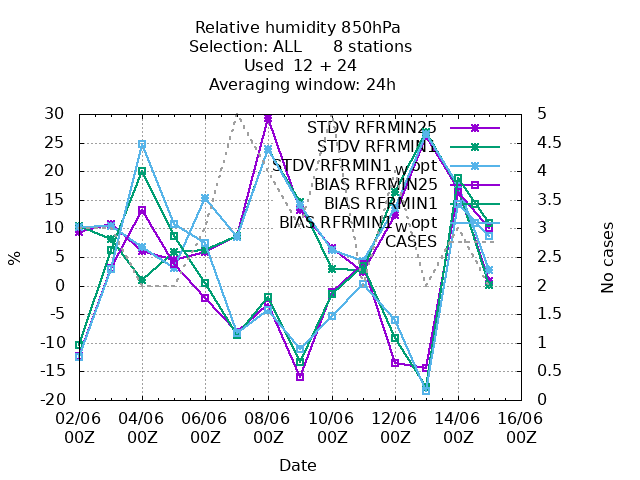 Relative humidity 850hPa
Selection: ALL 8 stations
Used 12 + 24
Averaging window: 24h
30 5
25 4.5
20 4
15 3.5
10 3
5 2.5
0 2
-5 1.5
-10 1
-15 0.5
-20 0
STDV RFRMIN25
STDV RFRMIN1
STDV RFRMIN1wopt
BIAS RFRMIN25
BIAS RFRMIN1
BIAS RFRMIN1wopt
CASES
%
No cases
02/06 04/06 06/06 08/06 10/06 12/06 14/06 16/06
00Z 00Z 00Z 00Z 00Z 00Z 00Z 00Z
Date